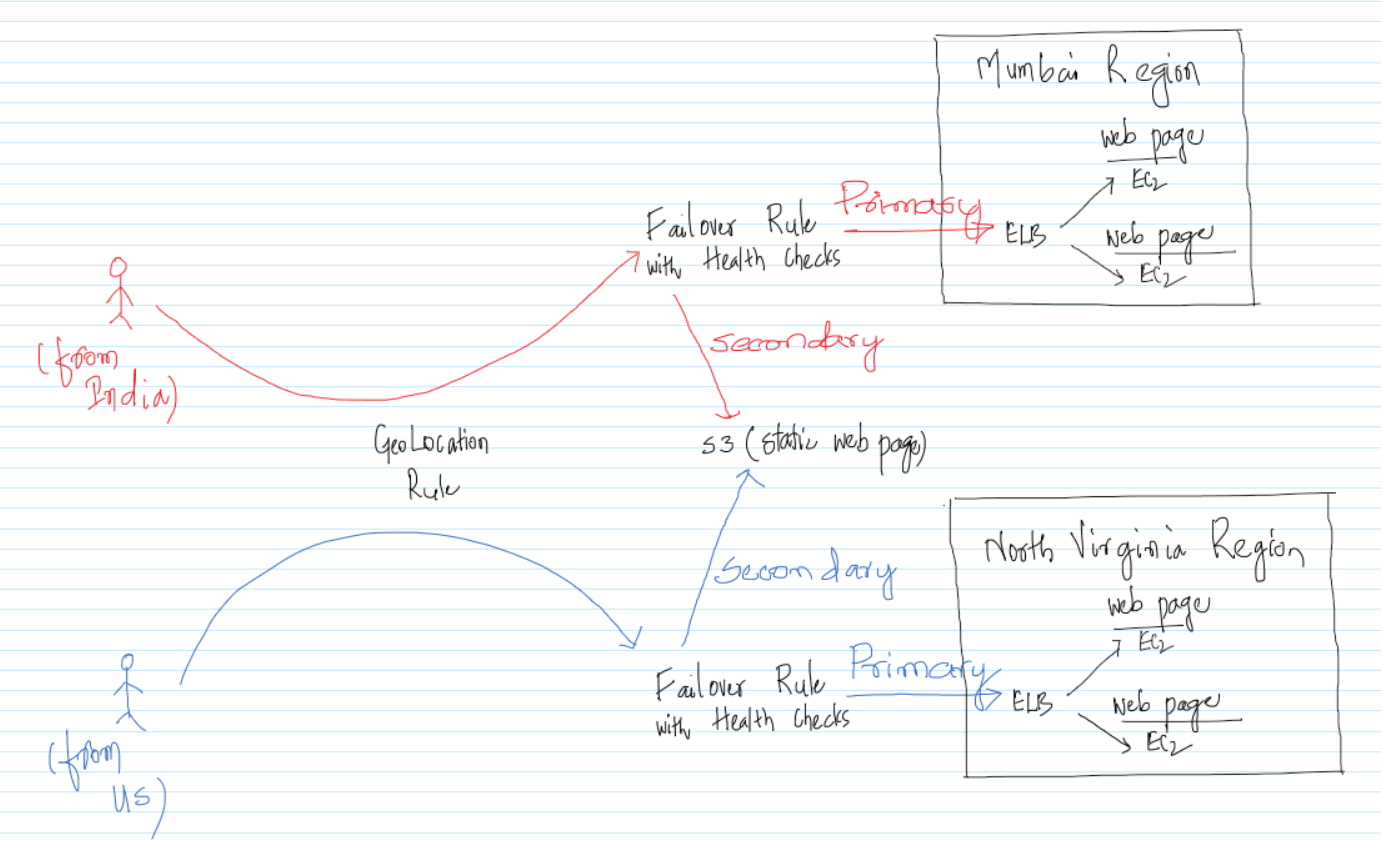 Mumbai Region
web page
EC2
Failover Rule
with Health Checks
Primary
ELB
web page
EC2
(from
India)
secondary
GeoLocation
Rule
S3 (static web page)
North Virginia Region
web page
EC2
secondary
Failover Rule
with Health Checks
Primary
ELB
web page
EC2
(from
US)